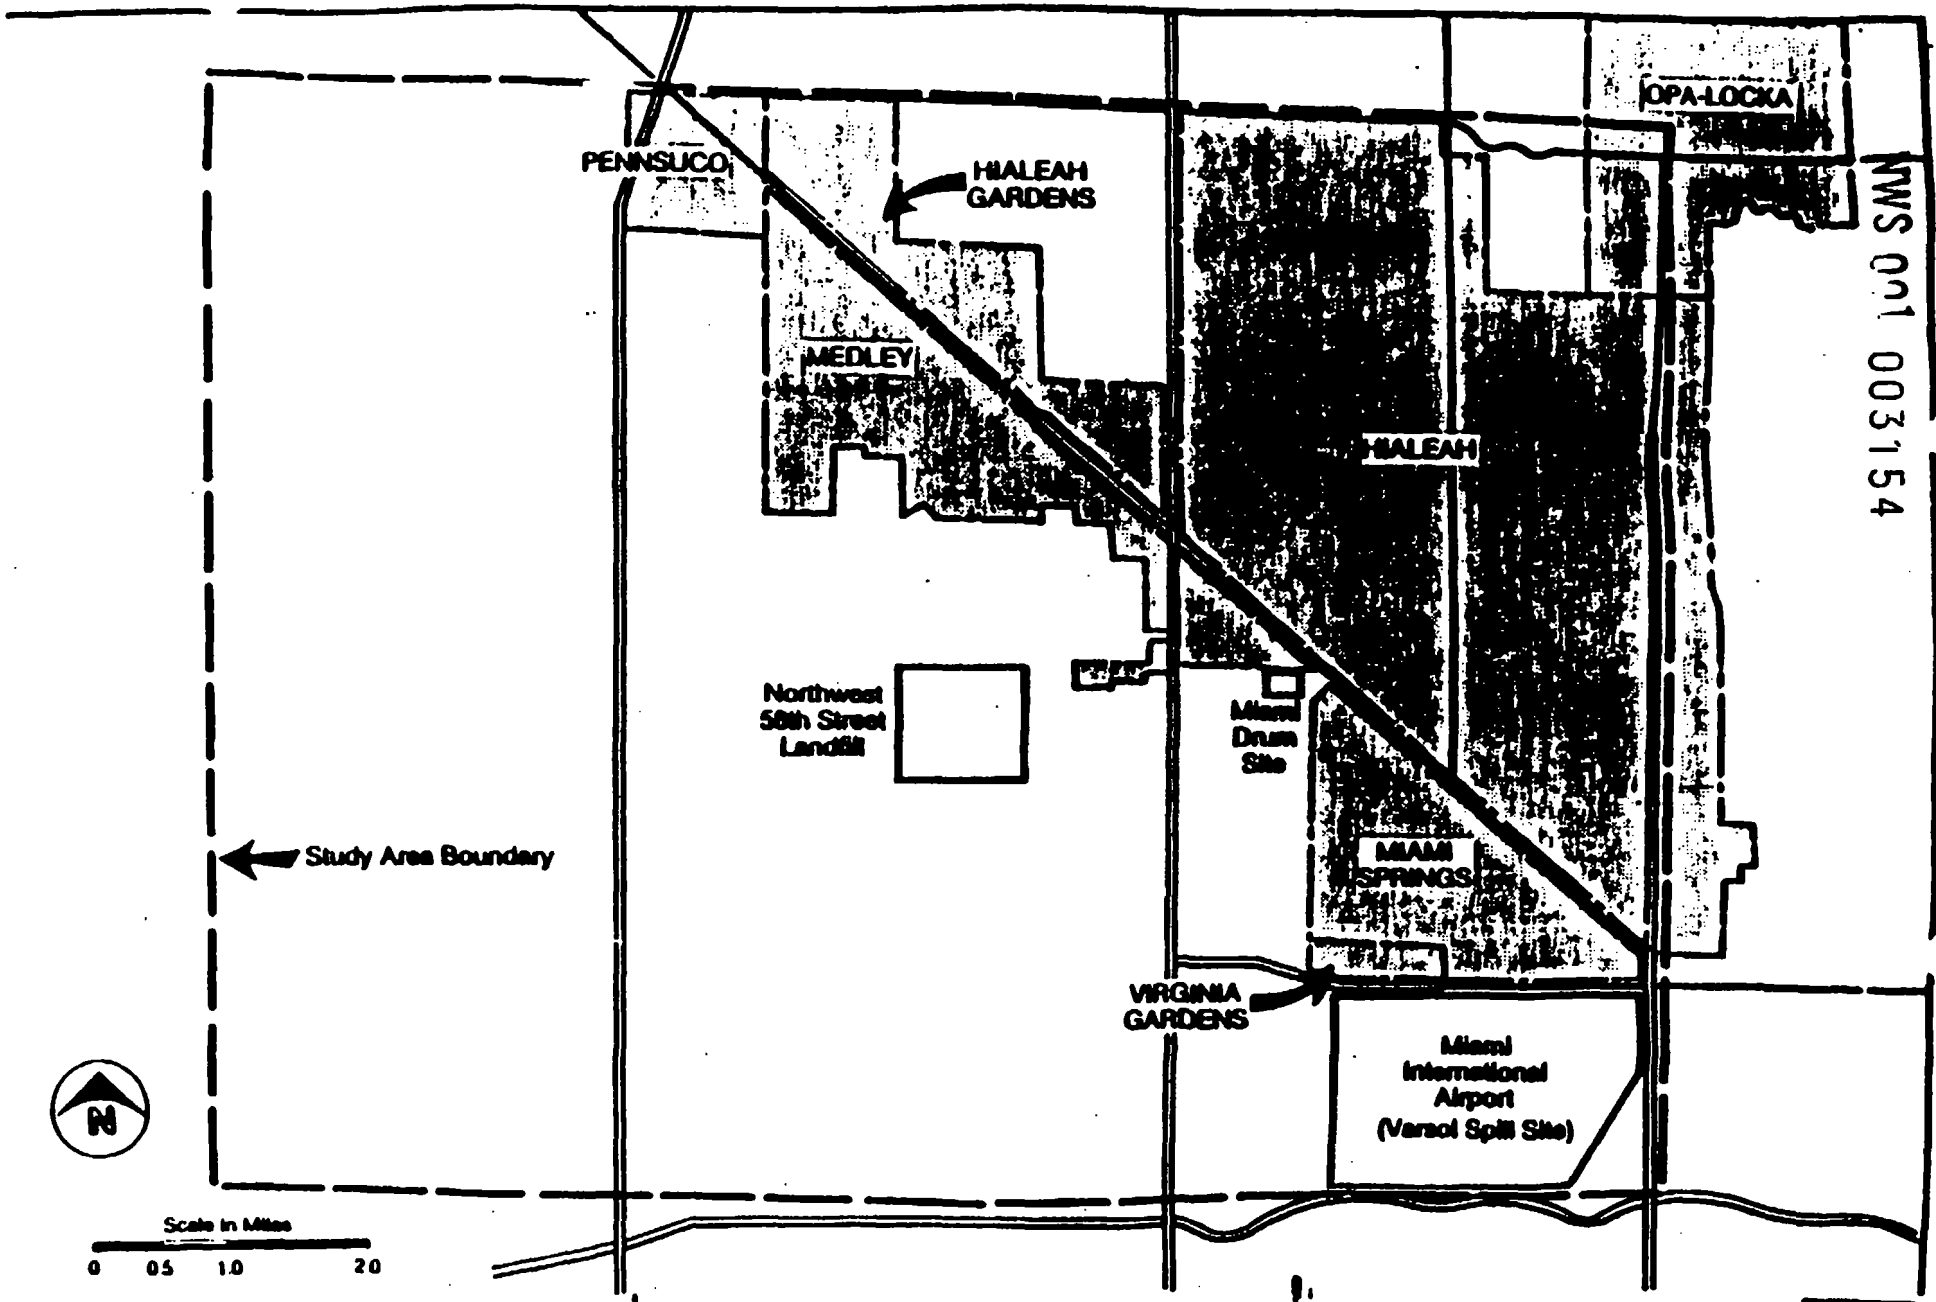 OPA-LOCKA
PENNSUCO
HIALEAH
GARDENS
NWS 001 003154
MEDLEY
HIALEAH
Northwest
58th Street
Landfill
Miami
Drum
Site
Study Area Boundary
MIAMI
SPRINGS
VIRGINIA
GARDENS
Miami
International
Airport
(Varsol Spill Site)
N
Scale in Miles
0 0.5 1.0 2.0